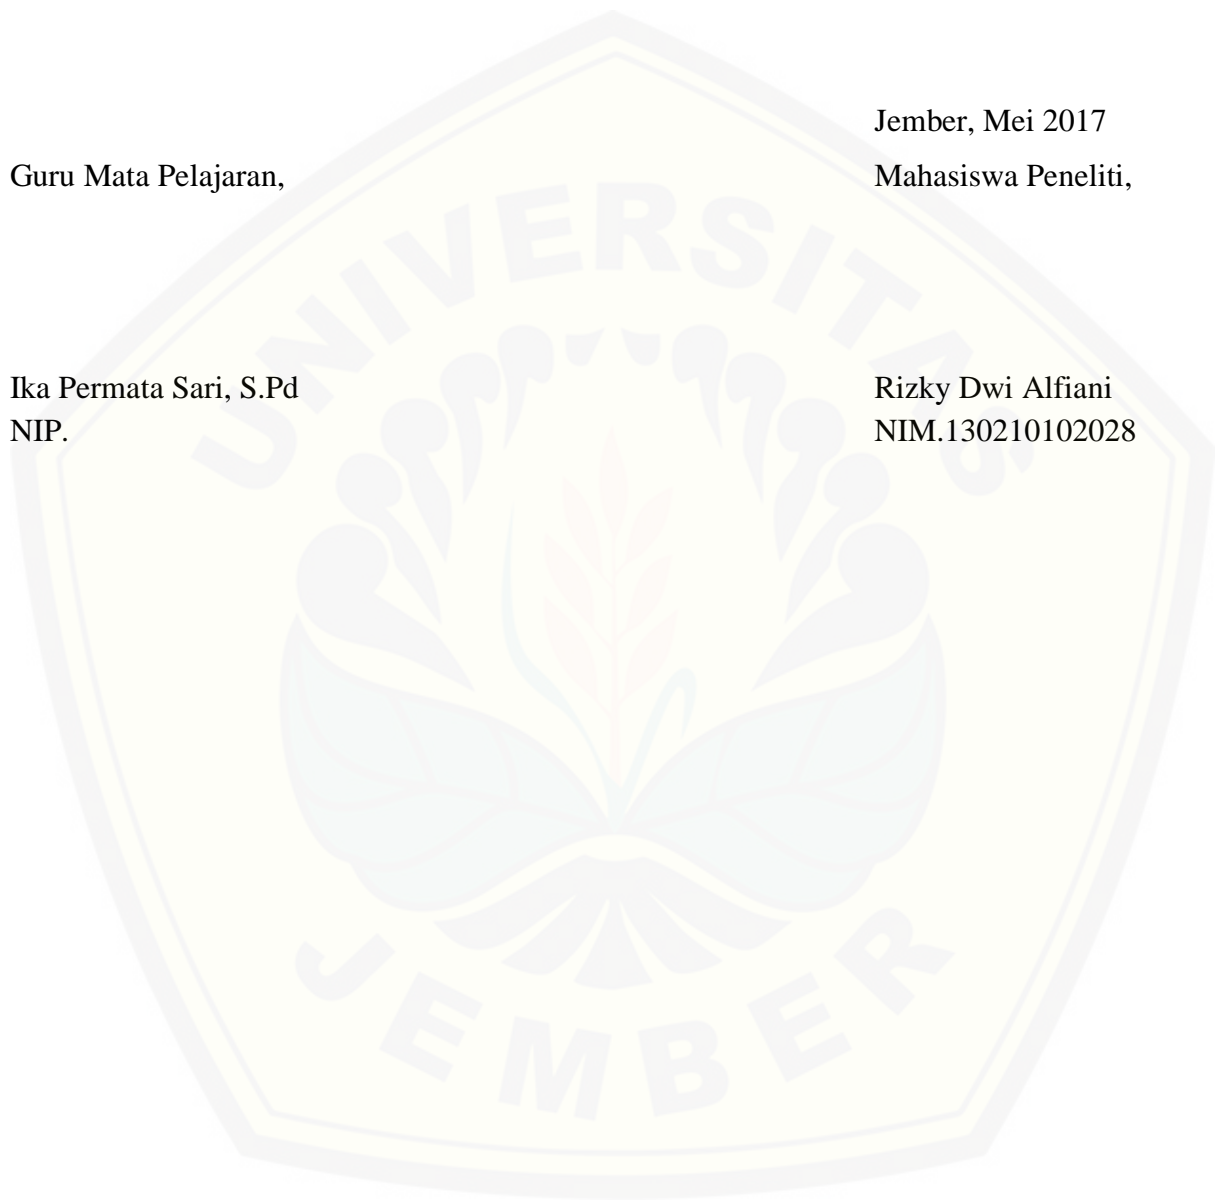 Jember, Mei 2017
Guru Mata Pelajaran,
Mahasiswa Peneliti,
Ika Permata Sari, S.Pd
NIP.
Rizky Dwi Alfiani
NIM.130210102028
UNIVERSITAS
JEMBER